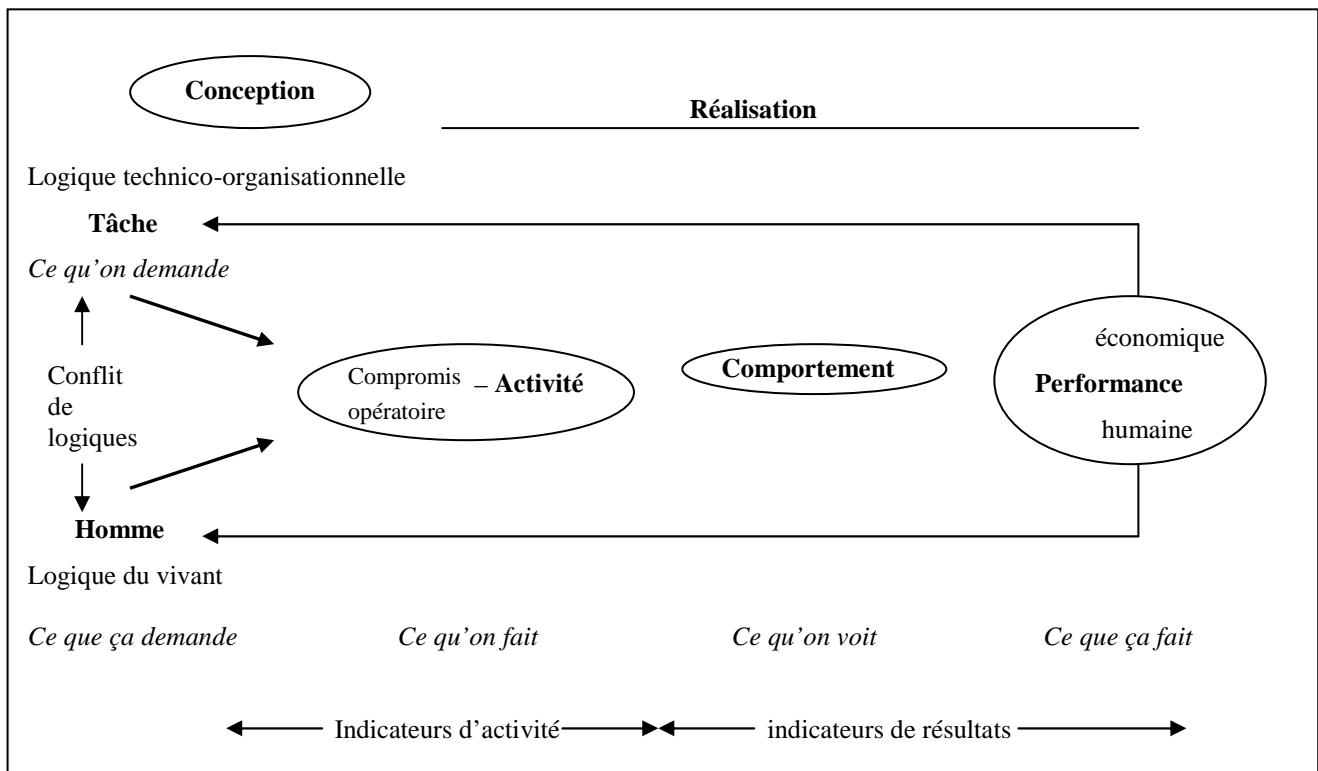 Conception
Réalisation
Logique technico-organisationnelle
Tâche
Ce qu’on demande
Conflit
de
logiques
Compromis – Activité
opératoire
Comportement
économique
Performance
humaine
Homme
Logique du vivant
Ce que ça demande
Ce qu’on fait
Ce qu’on voit
Ce que ça fait
Indicateurs d’activité
indicateurs de résultats